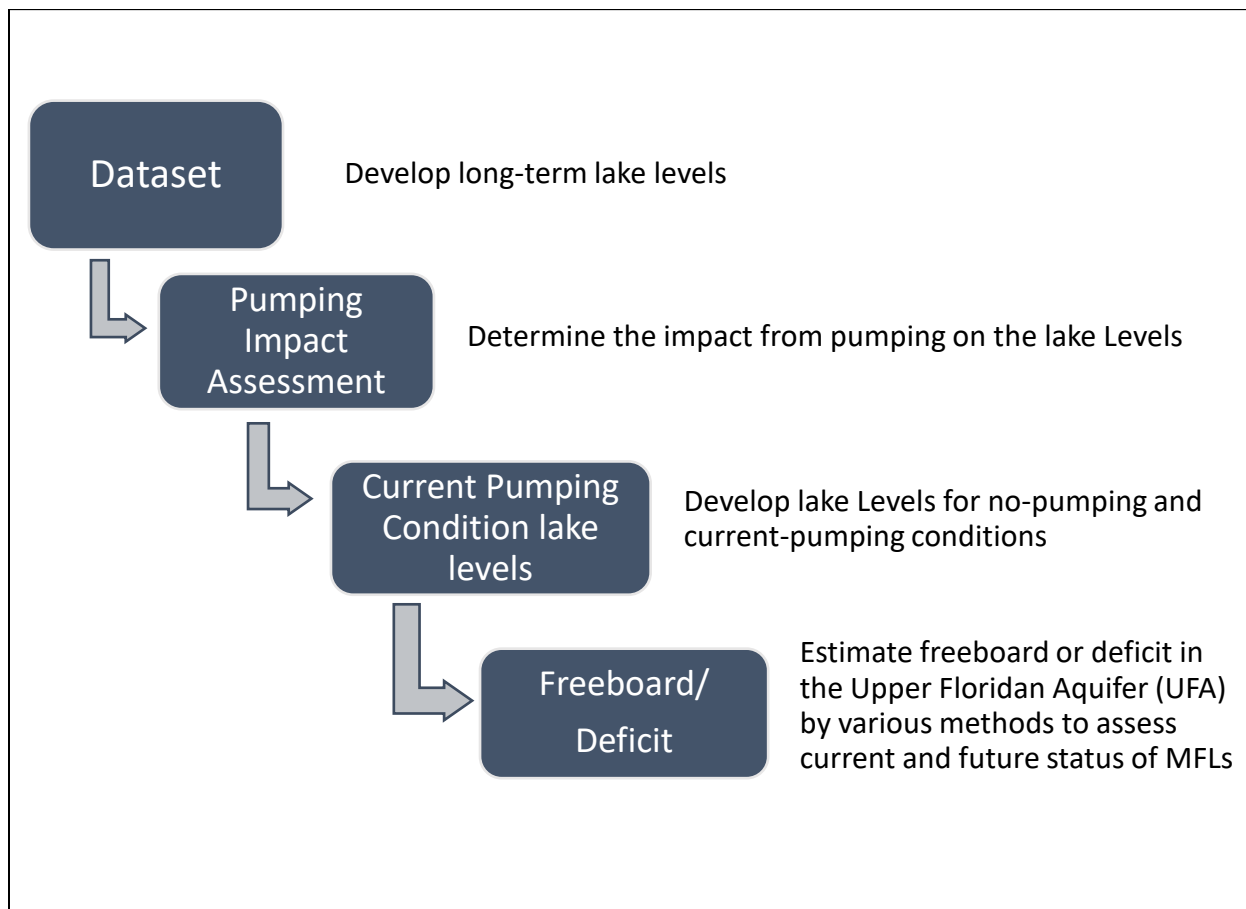 Dataset
Develop long-term lake levels
Pumping
Impact
Assessment
Determine the impact from pumping on the lake Levels
Current Pumping
Condition lake
levels
Develop lake Levels for no-pumping and
current-pumping conditions
Freeboard/
Deficit
Estimate freeboard or deficit in
the Upper Floridan Aquifer (UFA)
by various methods to assess
current and future status of MFLs